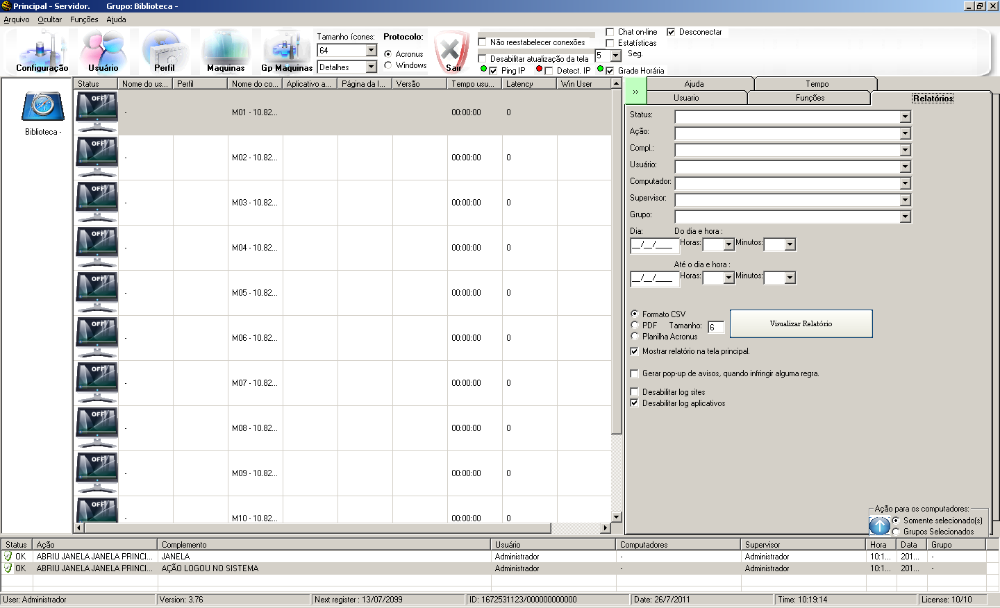 Principal - Servidor. Grupo: Biblioteca -
Arquivo Ocultar Funções Ajuda
Configuração
Usuário
Perfil
Maquinas
Gp Maquinas
Tamanho ícones:
64
Detalhes
Protocolo:
Acronus
Windows
Sair
Não reestabelecer conexões
Desabilitar atualização da tela
Ping IP
Detect. IP
Chat on-line
Desconectar
Estatísticas
5 Seg.
Grade Horária
Biblioteca -
Status Nome do us... Perfil Nome do co... Aplicativo a... Página da I... Versão Tempo usu... Latency Win User
OFF - M01 - 10.82... 00:00:00 0
OFF - M02 - 10.82... 00:00:00 0
OFF - M03 - 10.82... 00:00:00 0
OFF - M04 - 10.82... 00:00:00 0
OFF - M05 - 10.82... 00:00:00 0
OFF - M06 - 10.82... 00:00:00 0
OFF - M07 - 10.82... 00:00:00 0
OFF - M08 - 10.82... 00:00:00 0
OFF - M09 - 10.82... 00:00:00 0
OFF - M10 - 10.82... 00:00:00 0
>>
Ajuda Tempo
Usuario Funções Relatórios
Status:
Ação:
Compl.:
Usuário:
Computador:
Supervisor:
Grupo:
Dia: Do dia e hora :
__/__/____ Horas: Minutos:
Até o dia e hora :
__/__/____ Horas: Minutos:
Formato CSV
PDF Tamanho: 6
Planilha Acronus
Visualizar Relatório
Mostrar relatório na tela principal.
Gerar pop-up de avisos, quando infringir alguma regra.
Desabilitar log sites
Desabilitar log aplicativos
Ação para os computadores:
Somente selecionado(s)
Grupos Selecionados
Status Ação Complemento Usuário Computadores Supervisor Hora Data Grupo
OK ABRIU JANELA JANELA PRINCI... JANELA Administrador - Administrador 10:1... 201... -
OK ABRIU JANELA JANELA PRINCI... AÇÃO LOGOU NO SISTEMA Administrador - Administrador 10:1... 201... -
User: Administrador Version: 3.76 Next register : 13/07/2099 ID: 1672531123/000000000000 Date: 26/7/2011 Time: 10:19:14 License: 10/10